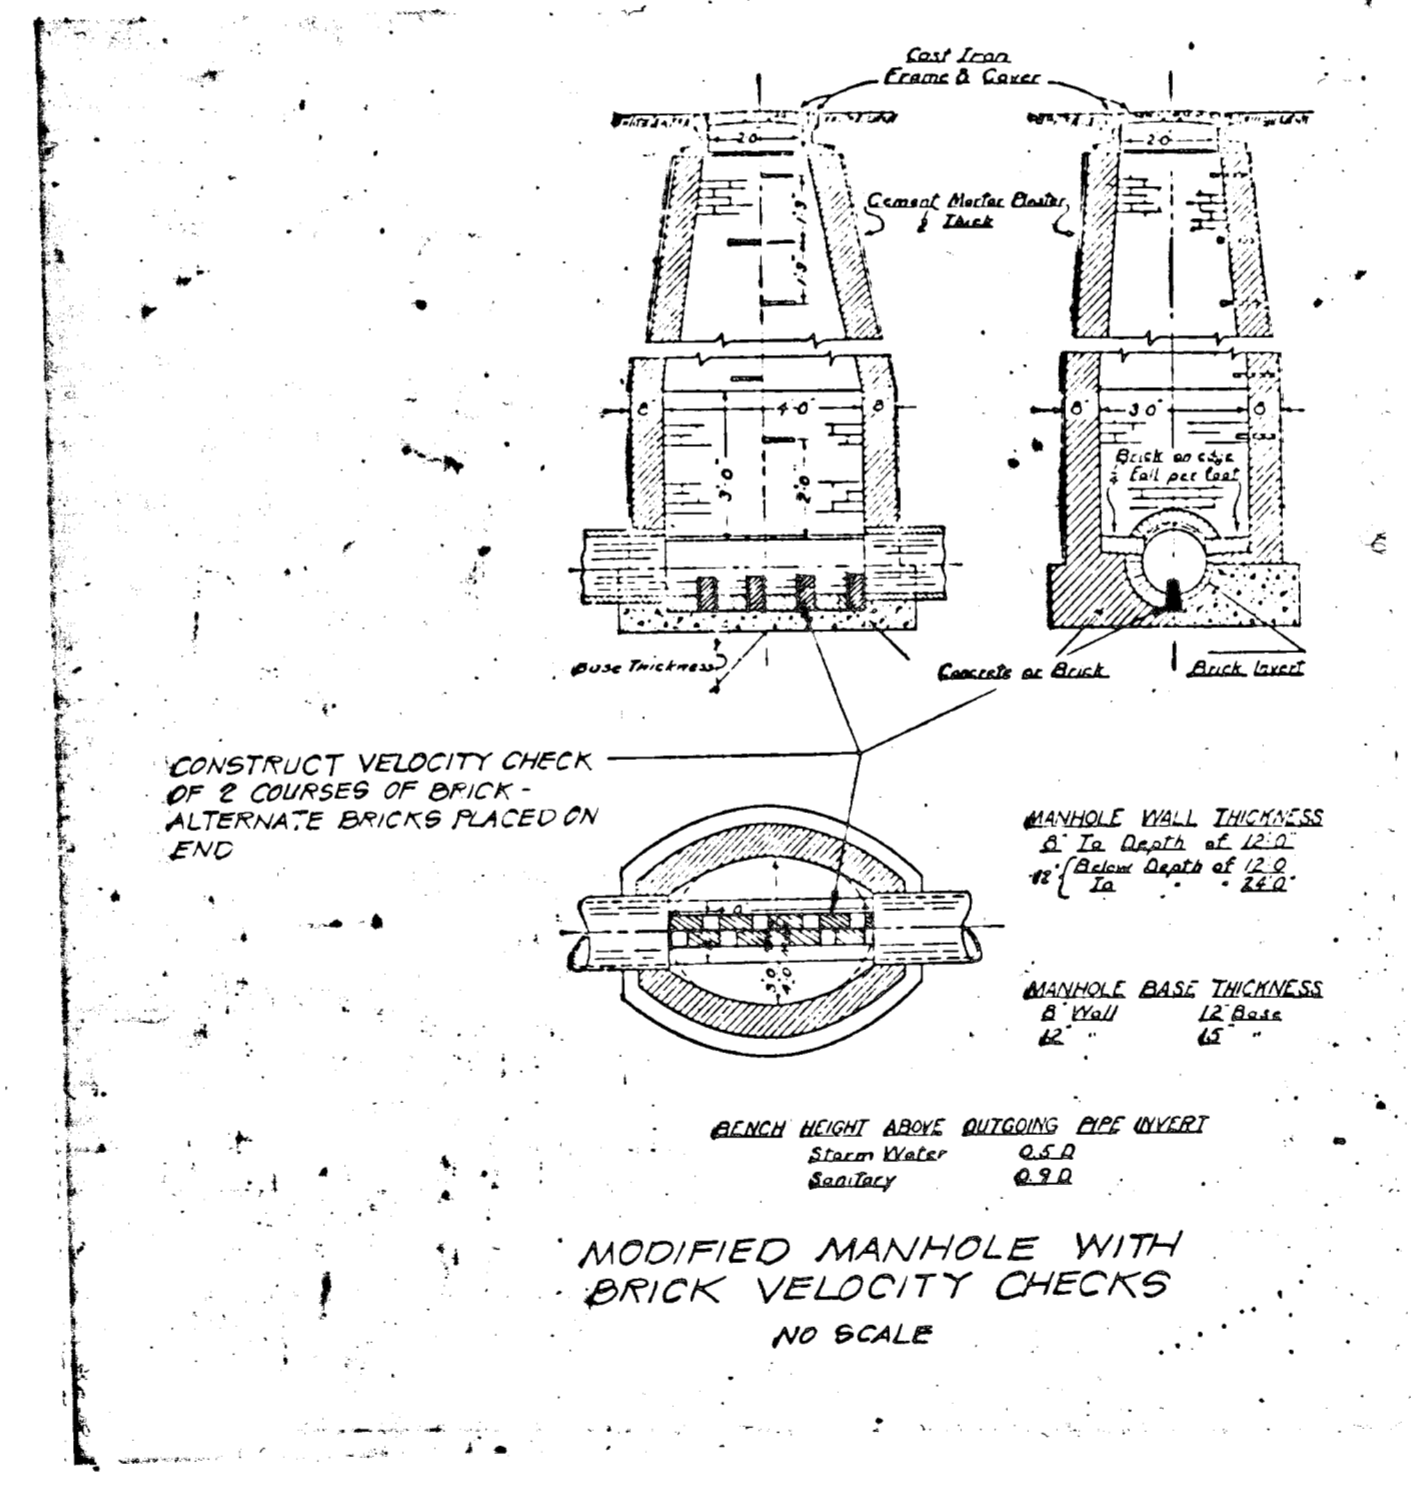 Cast Iron
Frame & Cover
2'0"
2'0"
Cement Mortar Plaster
Thick
1'3"
1'3"
8"
4'0"
8"
8"
3'0"
8"
3'0"
2'0"
Brick on edge
Fall per foot
Base Thickness
Concrete or Brick
Brick Invert
CONSTRUCT VELOCITY CHECK
OF 2 COURSES OF BRICK -
ALTERNATE BRICKS PLACED ON
END
4'0"
3'0"
MANHOLE WALL THICKNESS
8" To Depth of 12'0"
12" { Below Depth of 12'0
To " " 24'0"
MANHOLE BASE THICKNESS
8" Wall 12" Base
12" " 15" "
BENCH HEIGHT ABOVE OUTGOING PIPE INVERT
Storm Water 0.5 D
Sanitary 0.9 D
MODIFIED MANHOLE WITH
BRICK VELOCITY CHECKS
NO SCALE